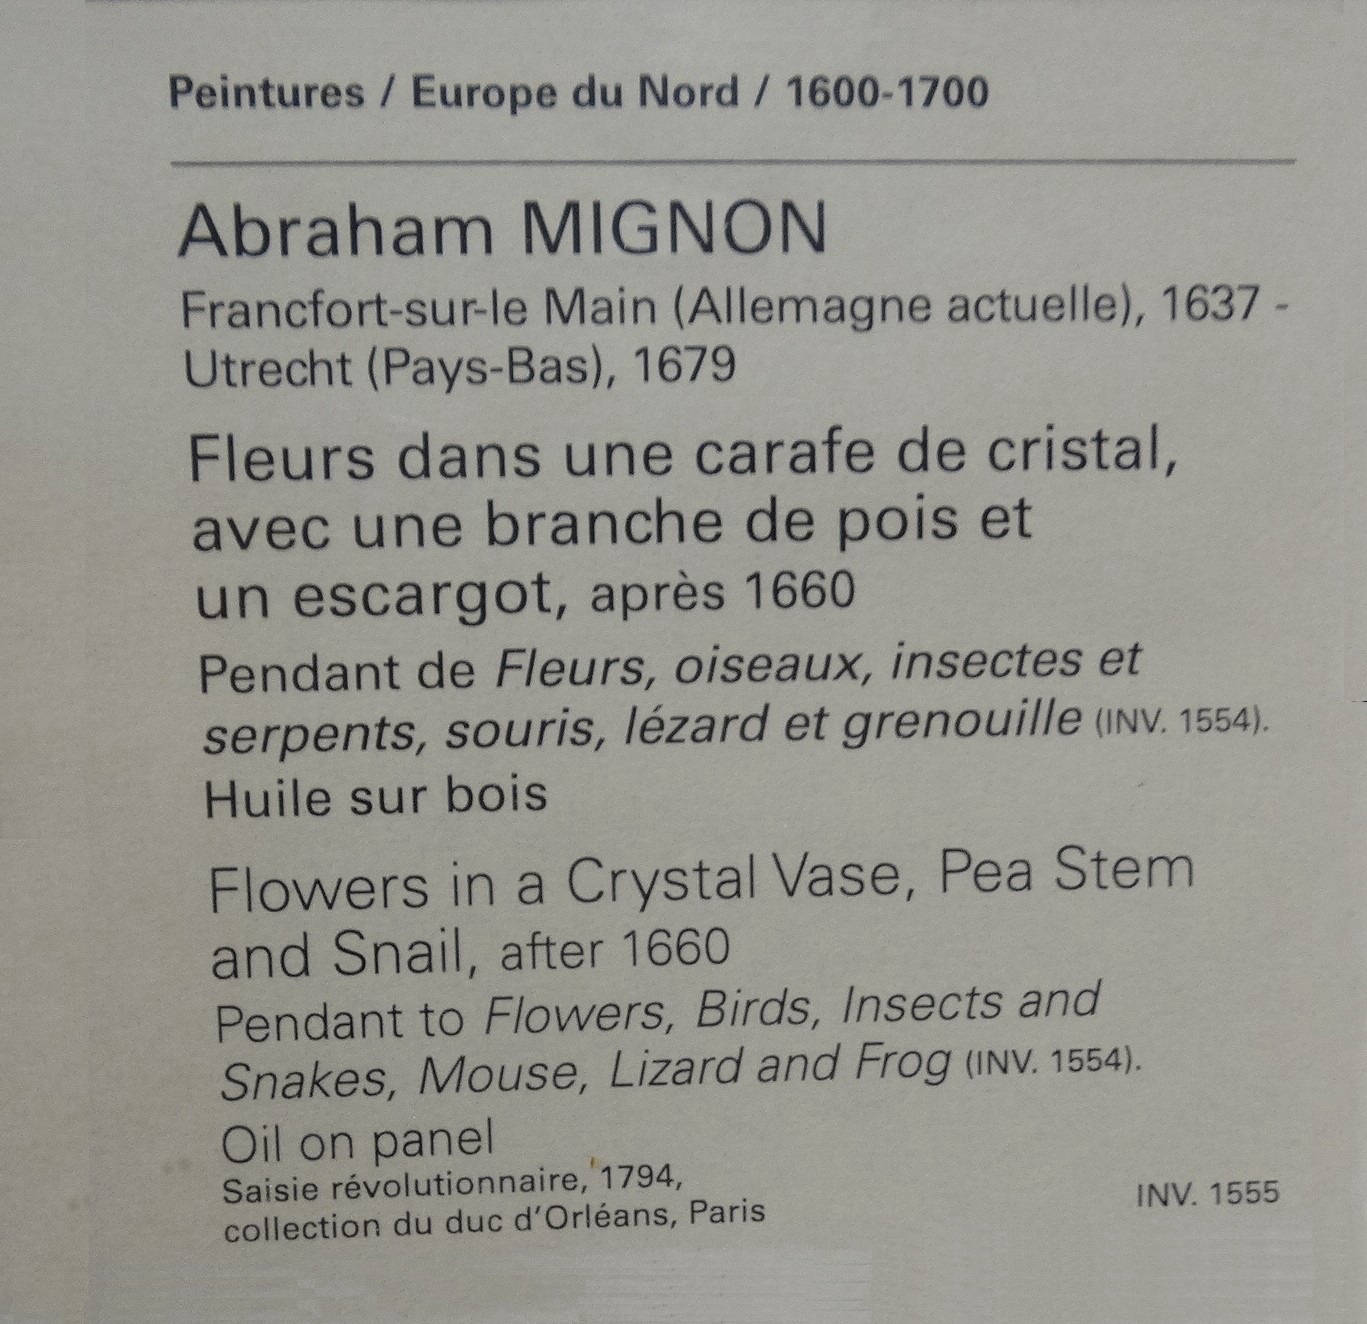 Peintures / Europe du Nord / 1600-1700
Abraham MIGNON
Francfort-sur-le Main (Allemagne actuelle), 1637 -
Utrecht (Pays-Bas), 1679
Fleurs dans une carafe de cristal,
avec une branche de pois et
un escargot, après 1660
Pendant de Fleurs, oiseaux, insectes et
serpents, souris, lézard et grenouille (INV. 1554).
Huile sur bois
Flowers in a Crystal Vase, Pea Stem
and Snail, after 1660
Pendant to Flowers, Birds, Insects and
Snakes, Mouse, Lizard and Frog (INV. 1554).
Oil on panel
Saisie révolutionnaire, 1794,
collection du duc d'Orléans, Paris
INV. 1555